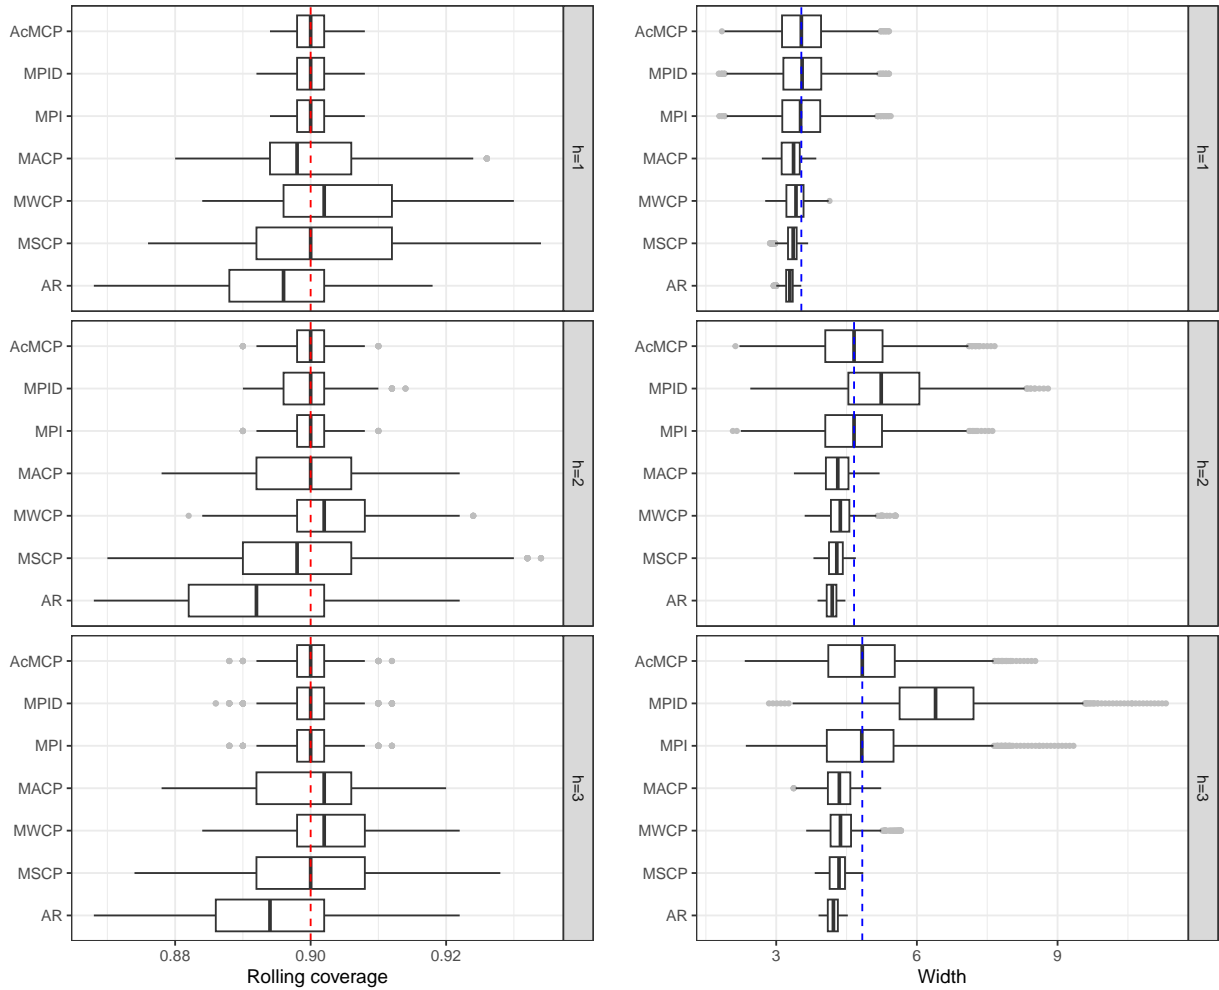 AcMCP
MPID
MPI
MACP
MWCP
MSCP
AR
h=1
AcMCP
MPID
MPI
MACP
MWCP
MSCP
AR
h=2
AcMCP
MPID
MPI
MACP
MWCP
MSCP
AR
h=3
0.88 0.90 0.92
Rolling coverage
AcMCP
MPID
MPI
MACP
MWCP
MSCP
AR
h=1
AcMCP
MPID
MPI
MACP
MWCP
MSCP
AR
h=2
AcMCP
MPID
MPI
MACP
MWCP
MSCP
AR
h=3
3 6 9
Width